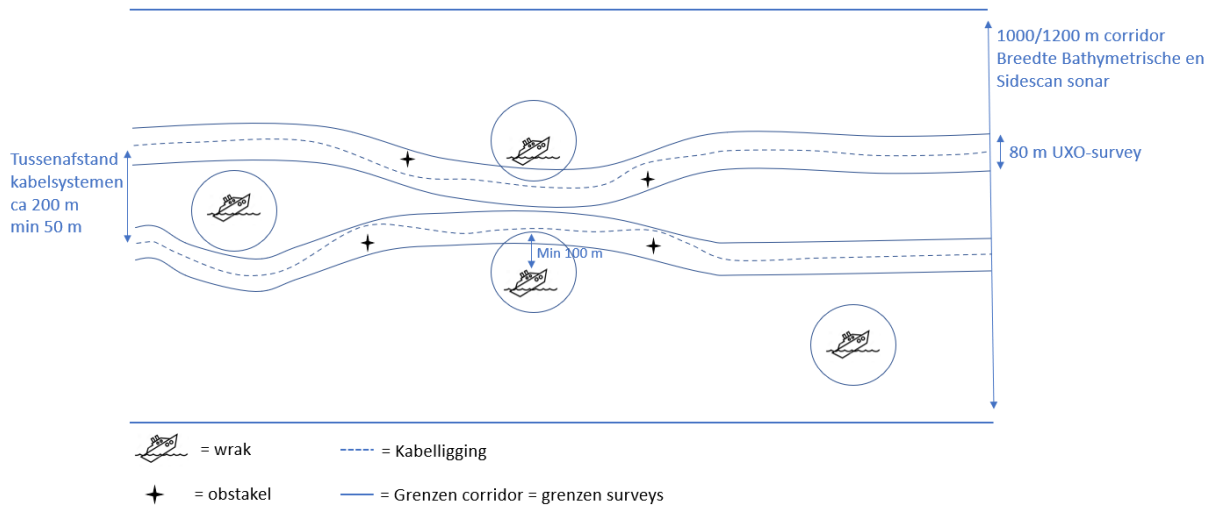 1000/1200 m corridor
Breedte Bathymetrische en
Sidescan sonar
80 m UXO-survey
Tussenafstand
kabelsystemen
ca 200 m
min 50 m
Min 100 m
= wrak
= Kabelligging
= obstakel
= Grenzen corridor = grenzen surveys